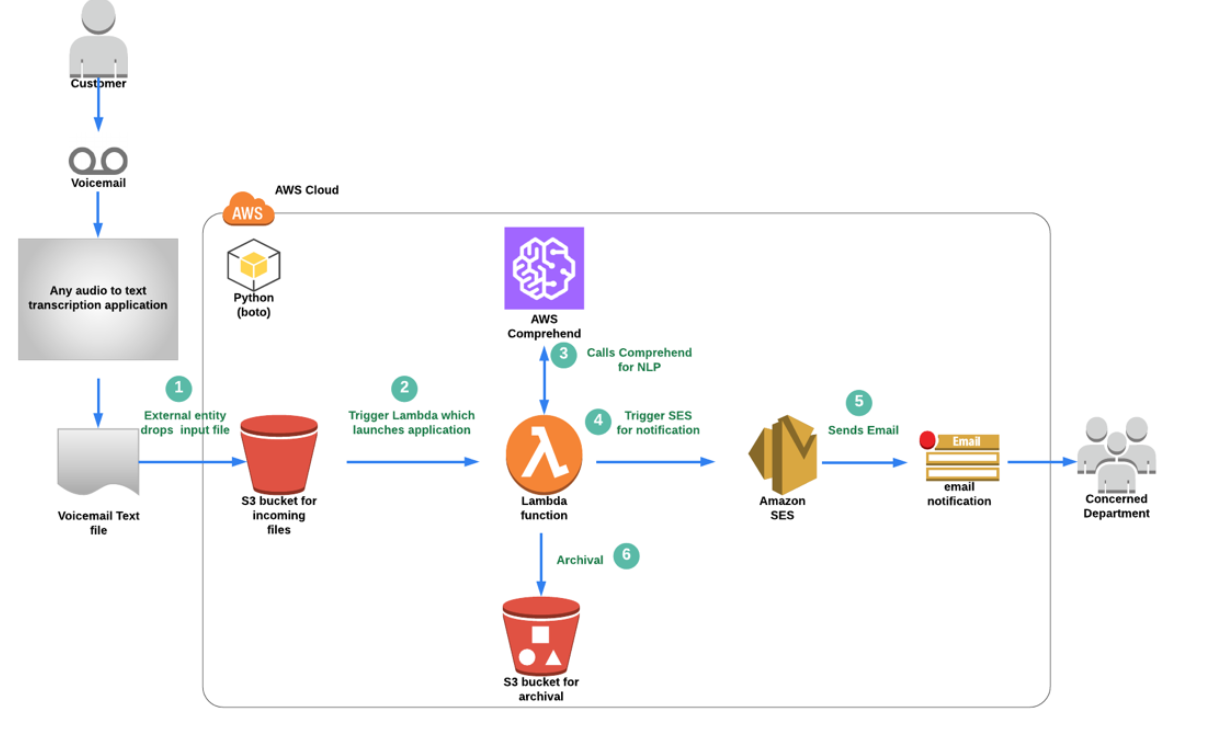 Customer
Voicemail
Any audio to text
transcription application
Voicemail Text
file
AWS
AWS Cloud
Python
(boto)
1
External entity
drops input file
S3 bucket for
incoming
files
2
Trigger Lambda which
launches application
AWS
Comprehend
3
Calls Comprehend
for NLP
Lambda
function
4
Trigger SES
for notification
Amazon
SES
5
Sends Email
Email
email
notification
Concerned
Department
Archival
6
S3 bucket for
archival